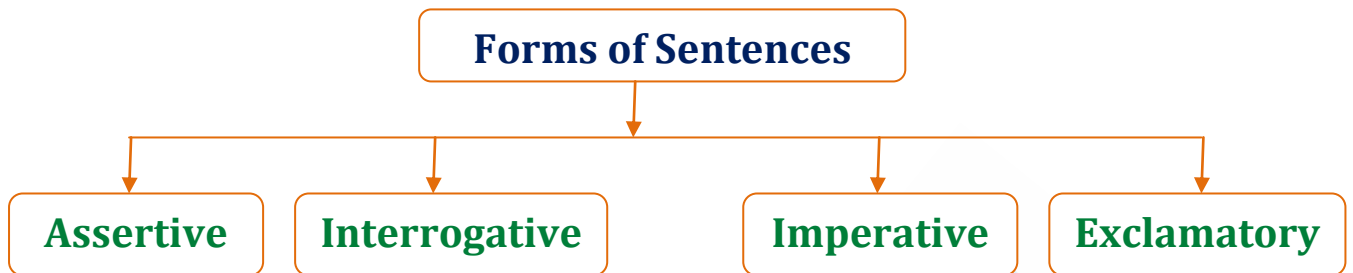 Forms of Sentences
Assertive Interrogative Imperative Exclamatory